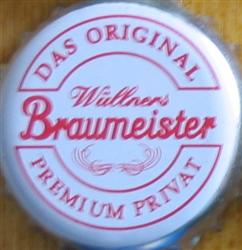 DAS ORIGINAL
Wüllners
Braumeister
PREMIUM PRIVAT